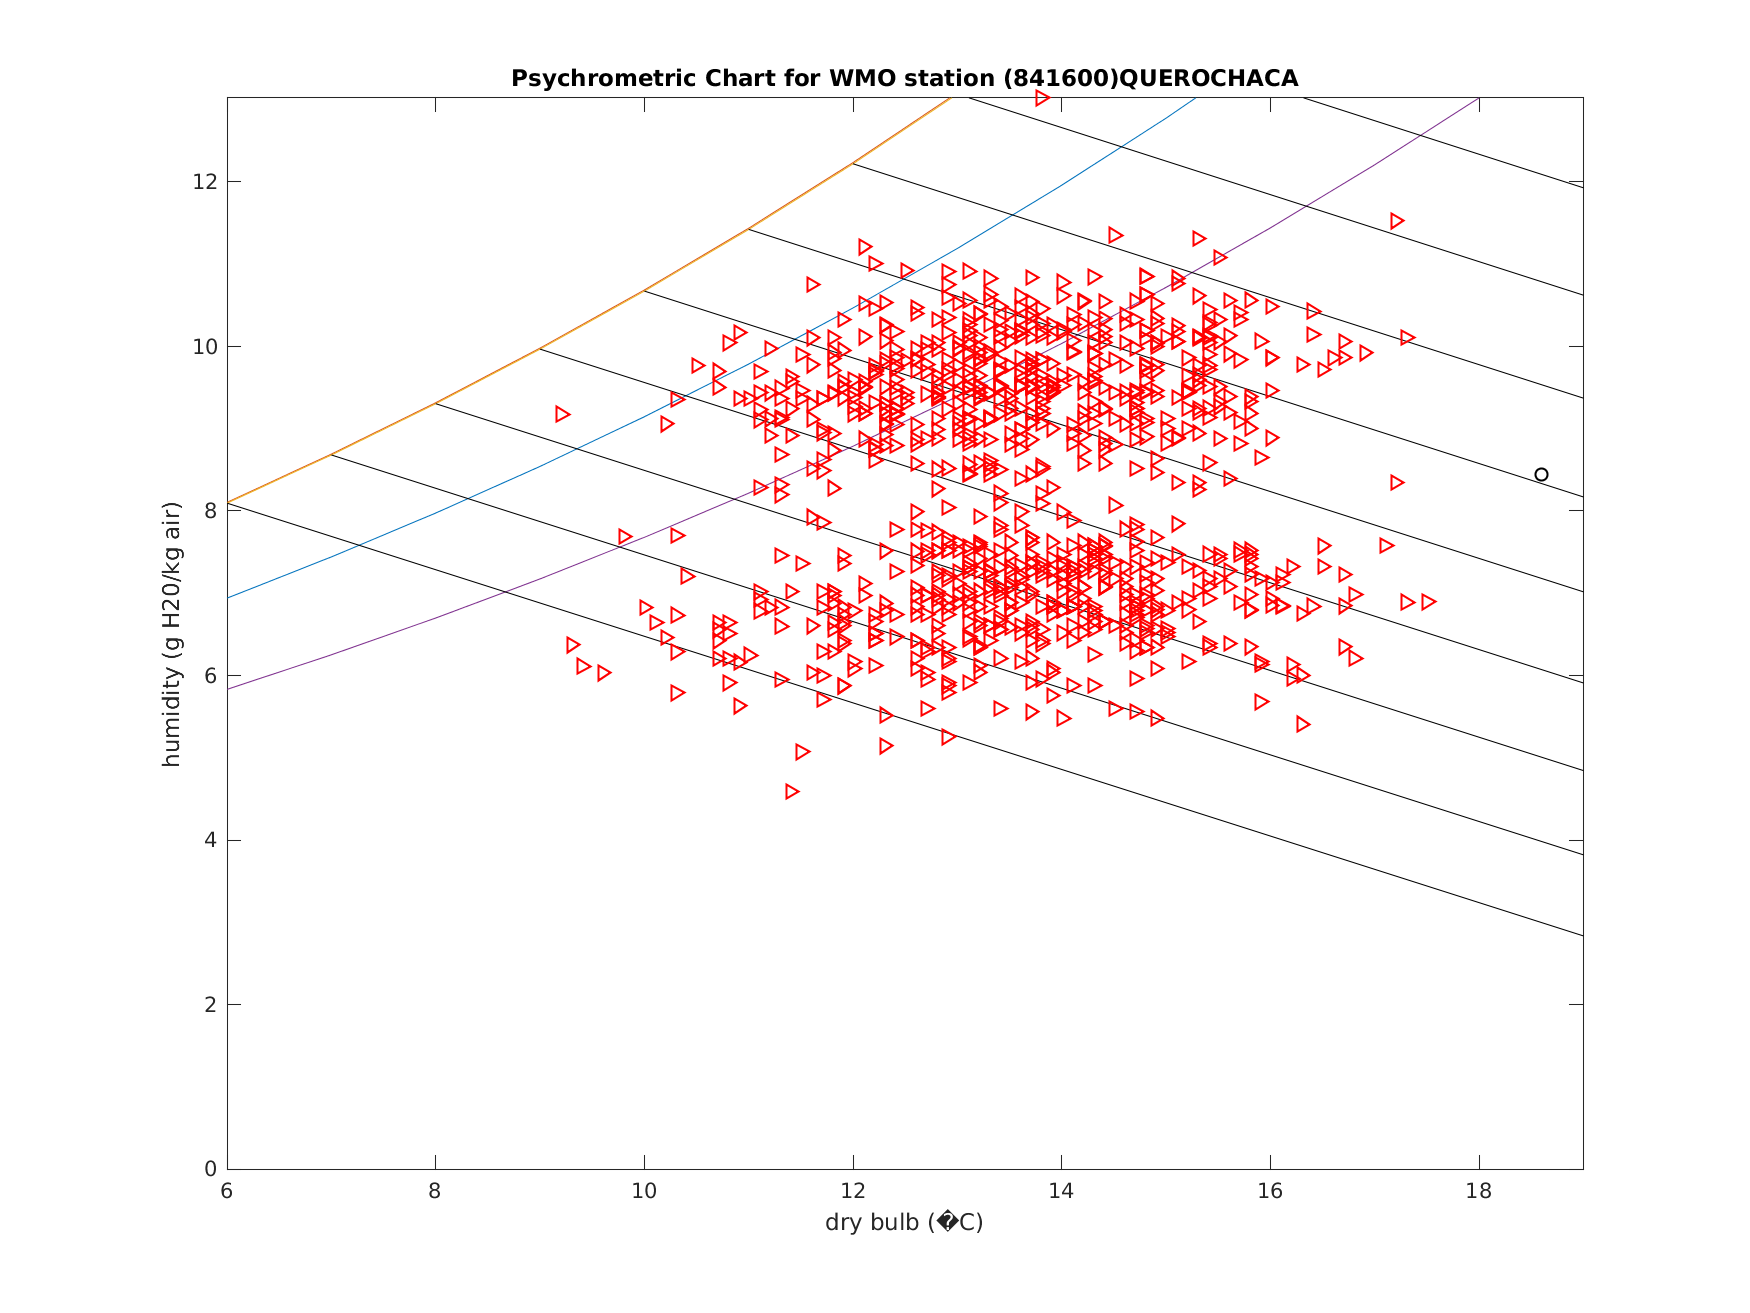 Psychrometric Chart for WMO station (841600)QUEROCHACA
humidity (g H20/kg air)
12
10
8
6
4
2
0
6 8 10 12 14 16 18
dry bulb (�C)